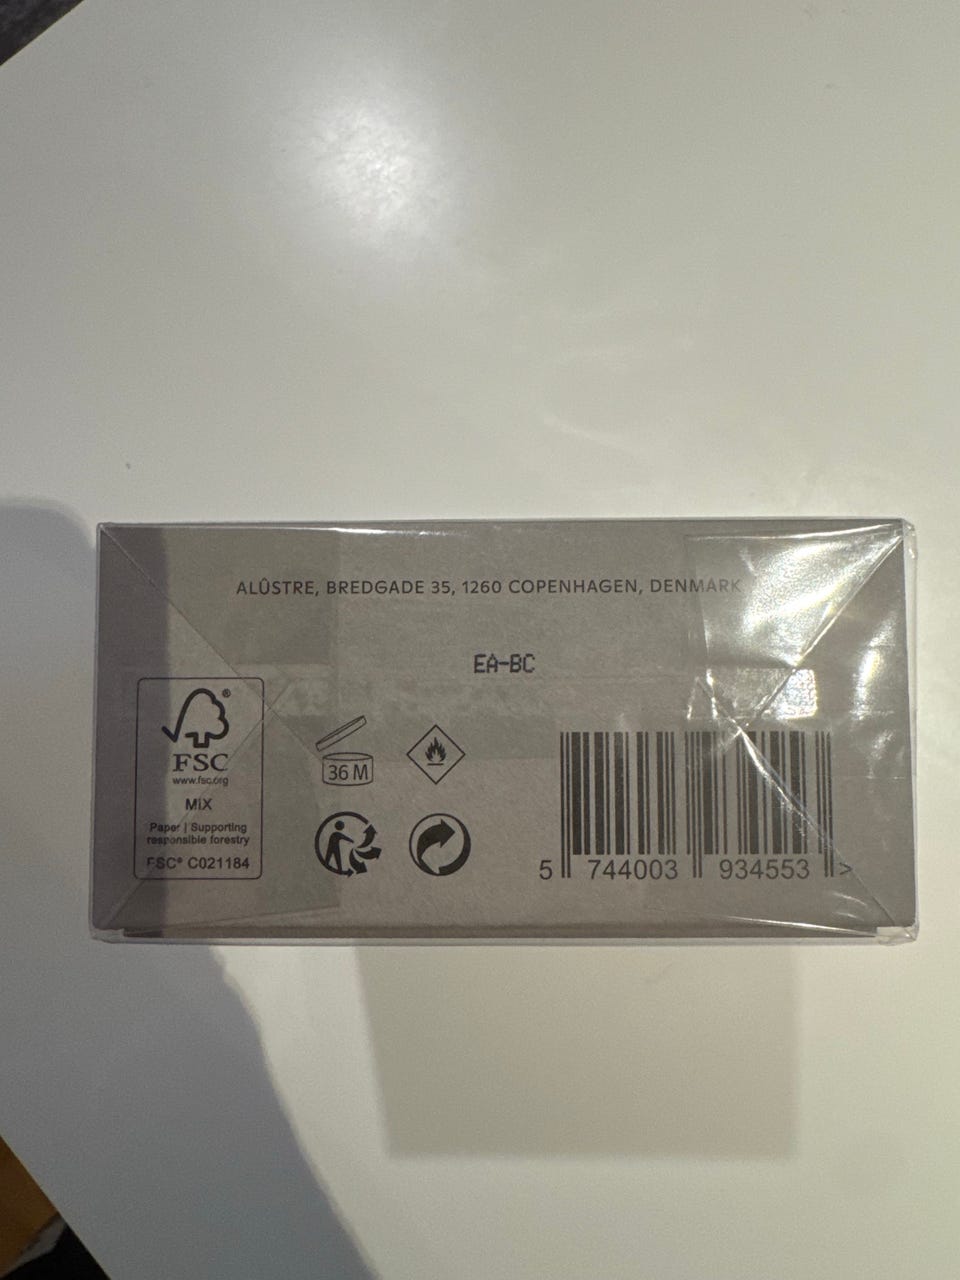 ALÛSTRE, BREDGADE 35, 1260 COPENHAGEN, DENMARK
EA-BC
®
FSC
www.fsc.org
MIX
Paper | Supporting
responsible forestry
FSC® C021184
36 M
5 744003 934553 >